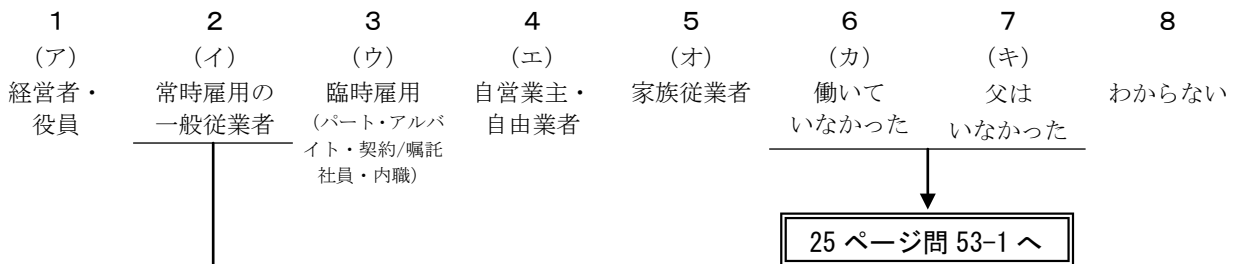 1 2 3 4 5 6 7 8
(ア) (イ) (ウ) (エ) (オ) (カ) (キ)
経営者・ 常時雇用の 臨時雇用 自営業主・ 家族従業者 働いて 父は わからない
役員 一般従業者 (パート・アルバ 自由業者 いなかった いなかった
イト・契約/嘱託
社員・内職)
25 ページ問 53-1 へ